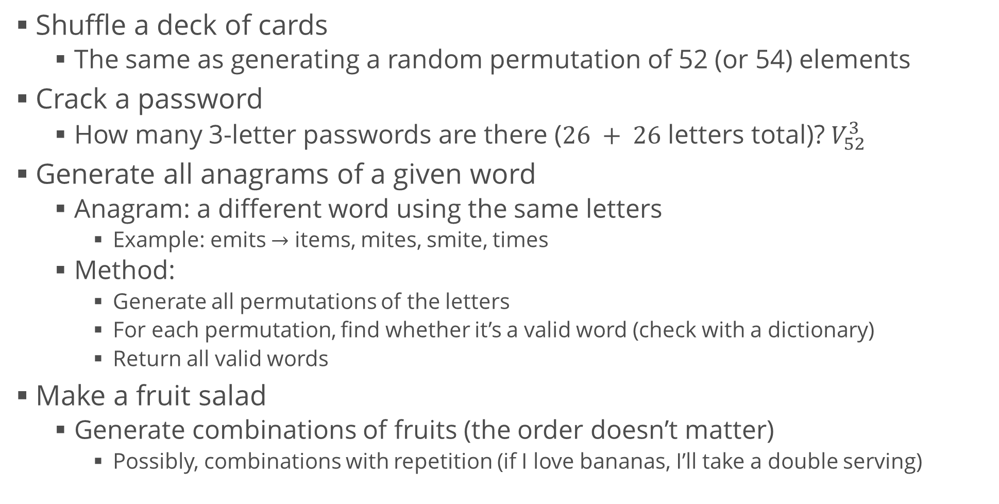 ▪ Shuffle a deck of cards
▪ The same as generating a random permutation of 52 (or 54) elements
▪ Crack a password
▪ How many 3-letter passwords are there (26 + 26 letters total)? V₅₂³
▪ Generate all anagrams of a given word
▪ Anagram: a different word using the same letters
▪ Example: emits → items, mites, smite, times
▪ Method:
▪ Generate all permutations of the letters
▪ For each permutation, find whether it’s a valid word (check with a dictionary)
▪ Return all valid words
▪ Make a fruit salad
▪ Generate combinations of fruits (the order doesn’t matter)
▪ Possibly, combinations with repetition (if I love bananas, I’ll take a double serving)